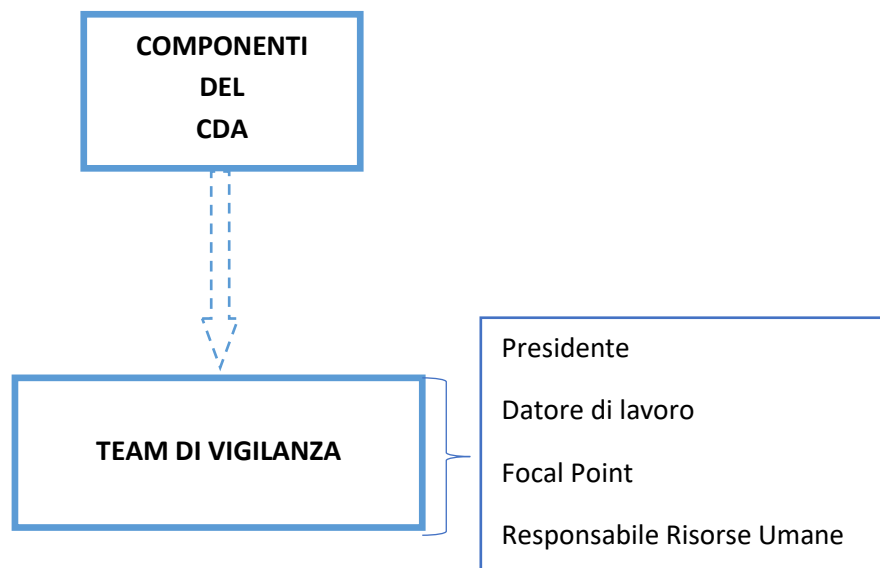 COMPONENTI
DEL
CDA
TEAM DI VIGILANZA
Presidente
Datore di lavoro
Focal Point
Responsabile Risorse Umane